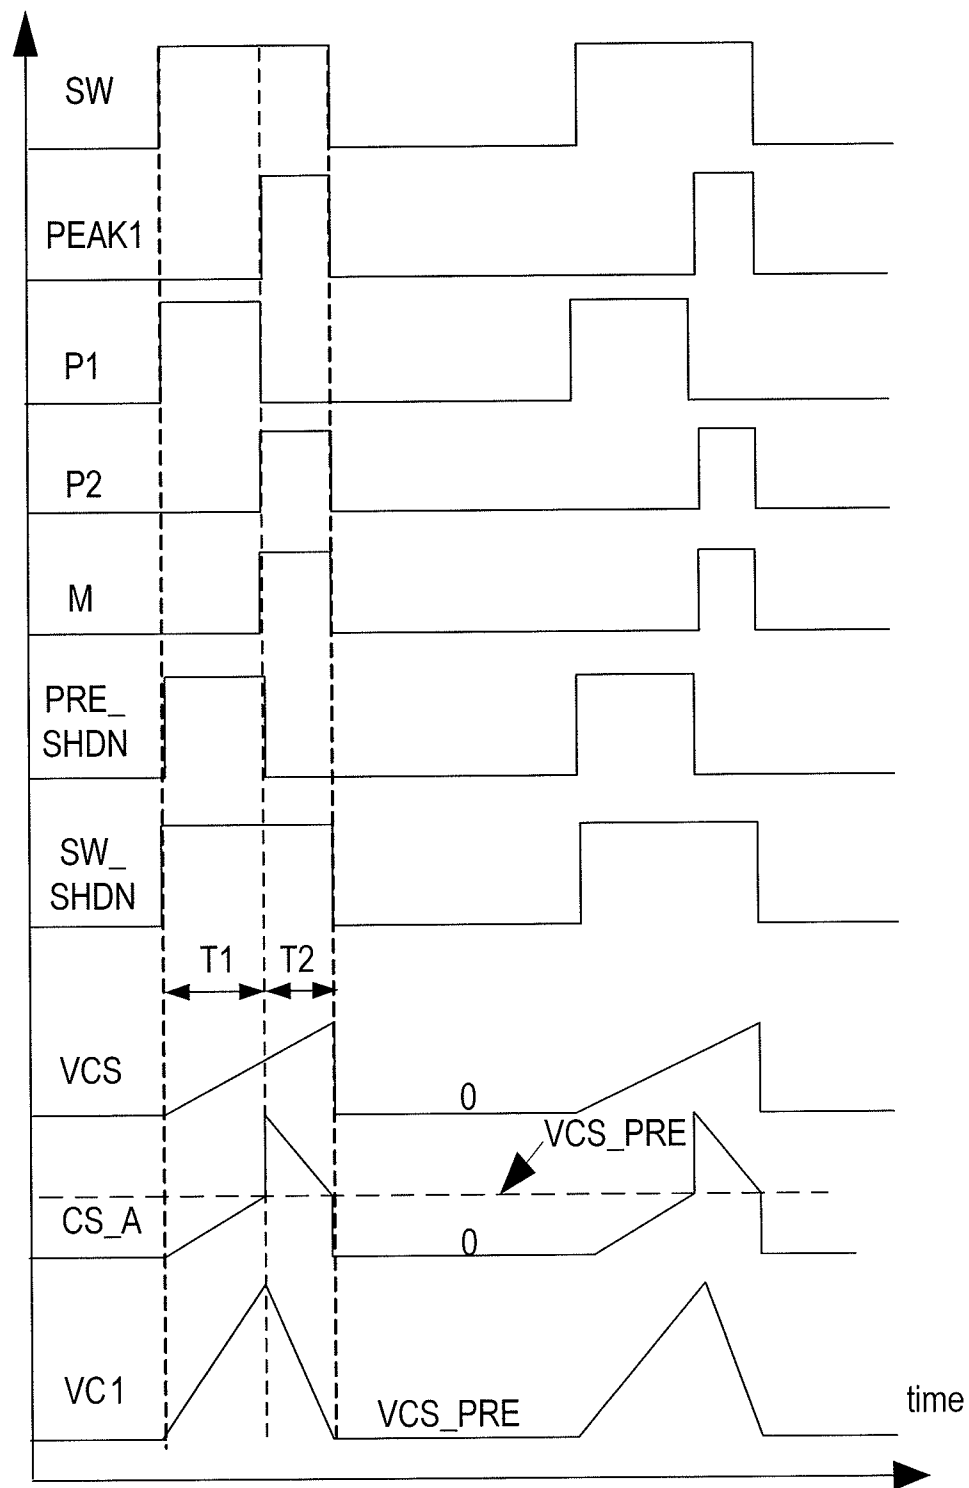 SW
PEAK1
P1
P2
M
PRE_
SHDN
SW_
SHDN
T1 T2
VCS
0
VCS_PRE
CS_A
0
VC1
VCS_PRE
time